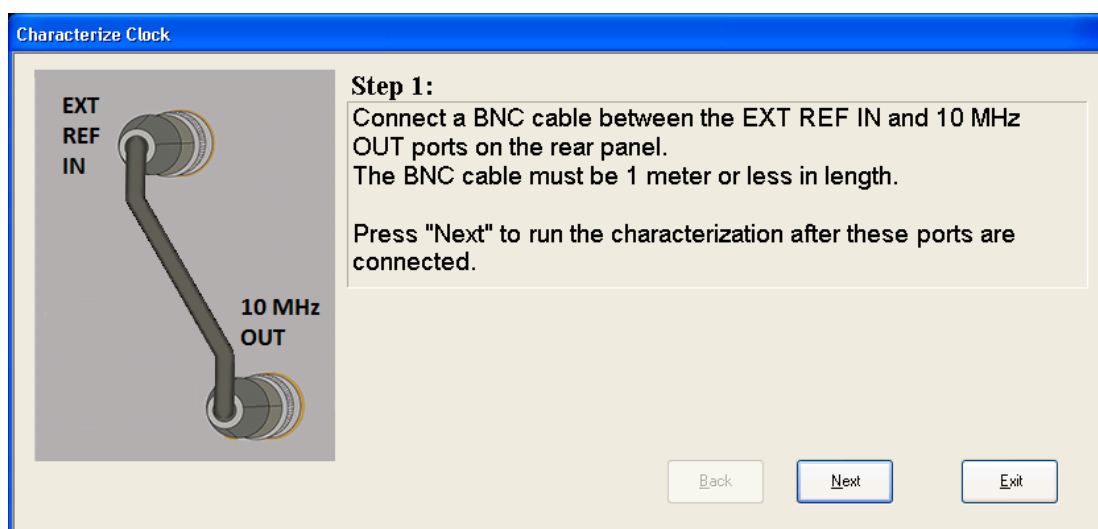 Characterize Clock
EXT
REF
IN
10 MHz
OUT
Step 1:
Connect a BNC cable between the EXT REF IN and 10 MHz
OUT ports on the rear panel.
The BNC cable must be 1 meter or less in length.
Press "Next" to run the characterization after these ports are
connected.
Back
Next
Exit